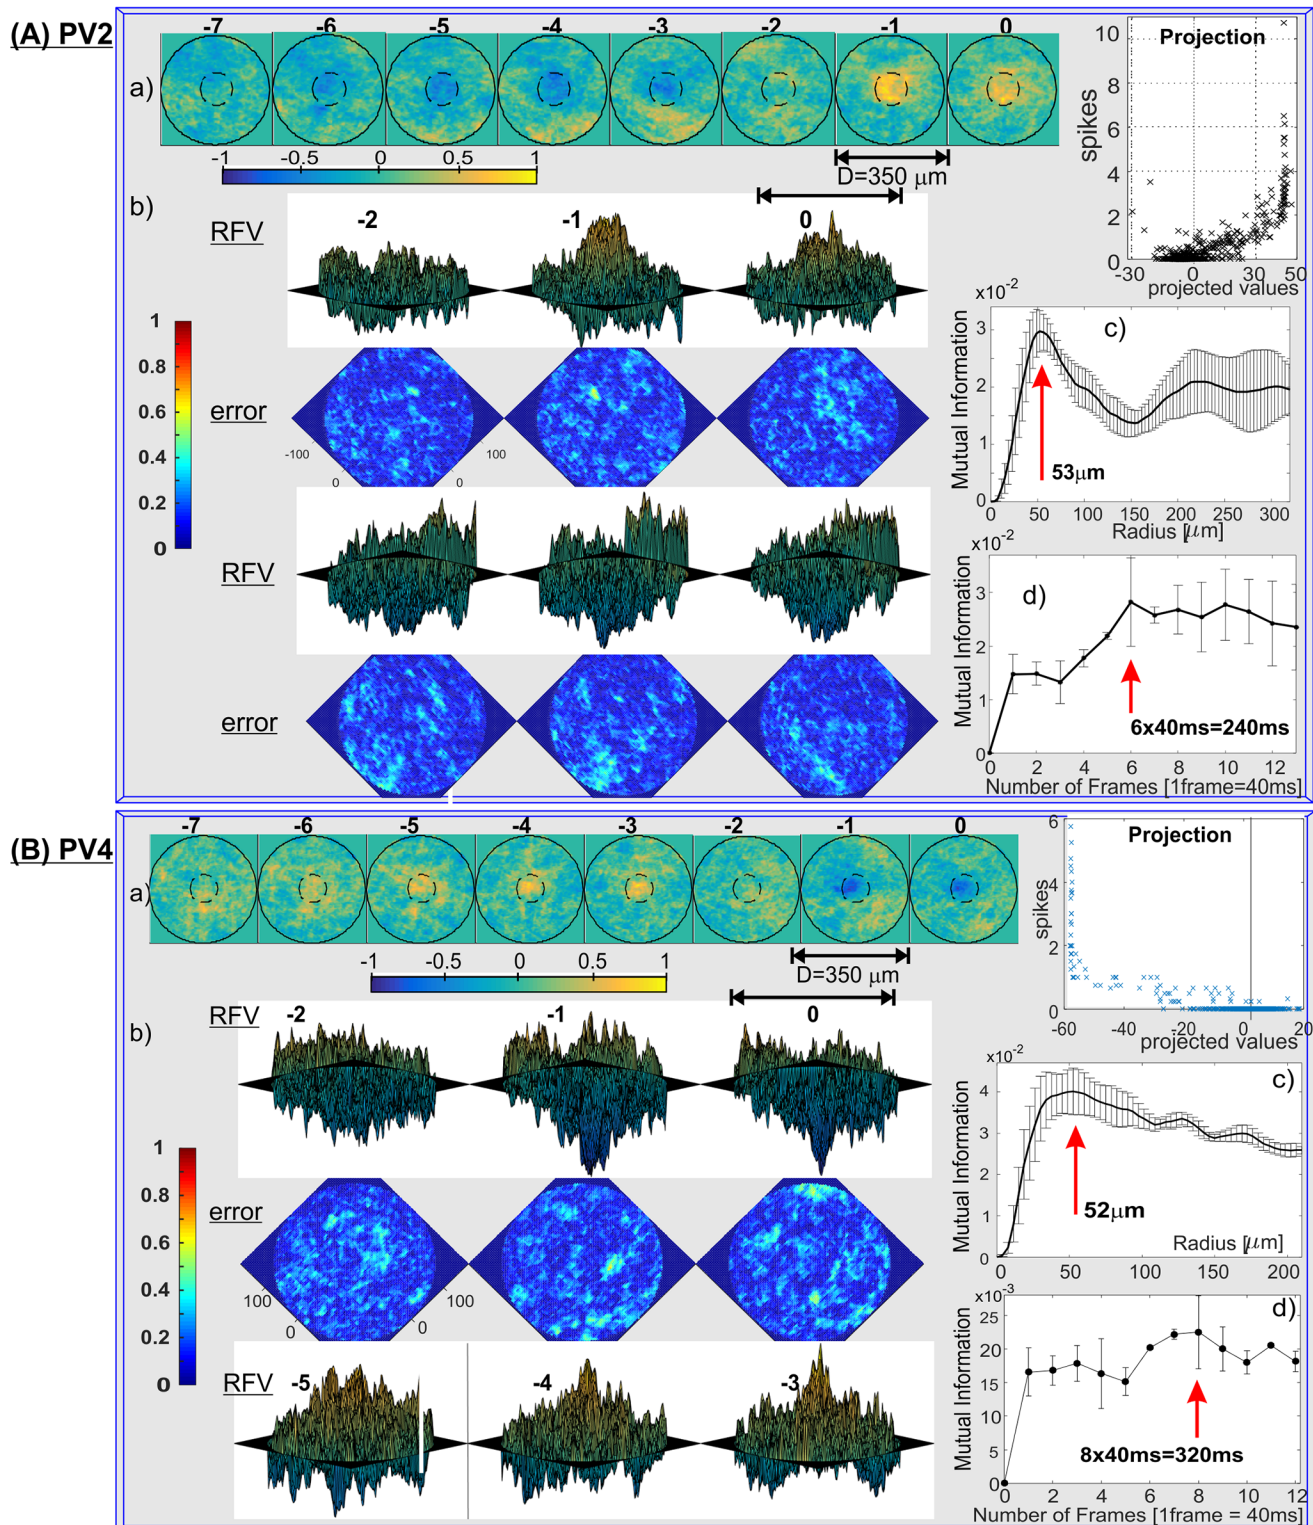 (A) PV2
-7 -6 -5 -4 -3 -2 -1 0
a)
-1 -0.5 0 0.5 1
D=350 μm
Projection
spikes
10
8
6
4
2
0
-30 0 30 50
projected values
b)
RFV
-2 -1 0
1
0.8
0.6
0.4
0.2
0
error
-100 0 0 100
RFV
error
x10-2
c)
Mutual Information
3
2
1
0
53μm
0 50 100 150 200 250 300
Radius [μm]
x10-2
d)
Mutual Information
3
2
1
0
6x40ms=240ms
0 2 4 6 8 10 12
Number of Frames [1frame=40ms]
(B) PV4
-7 -6 -5 -4 -3 -2 -1 0
a)
-1 -0.5 0 0.5 1
D=350 μm
Projection
spikes
6
4
2
0
-60 -40 -20 0 20
projected values
b)
RFV
-2 -1 0
1
0.8
0.6
0.4
0.2
0
error
100 0 0 100
RFV
-5 -4 -3
x10-2
c)
Mutual Information
4
3
2
1
0
52μm
Radius [μm]
0 50 100 150 200
x10-3
d)
Mutual Information
25
20
15
10
5
0
8x40ms=320ms
0 2 4 6 8 10 12
Number of Frames [1frame = 40ms]